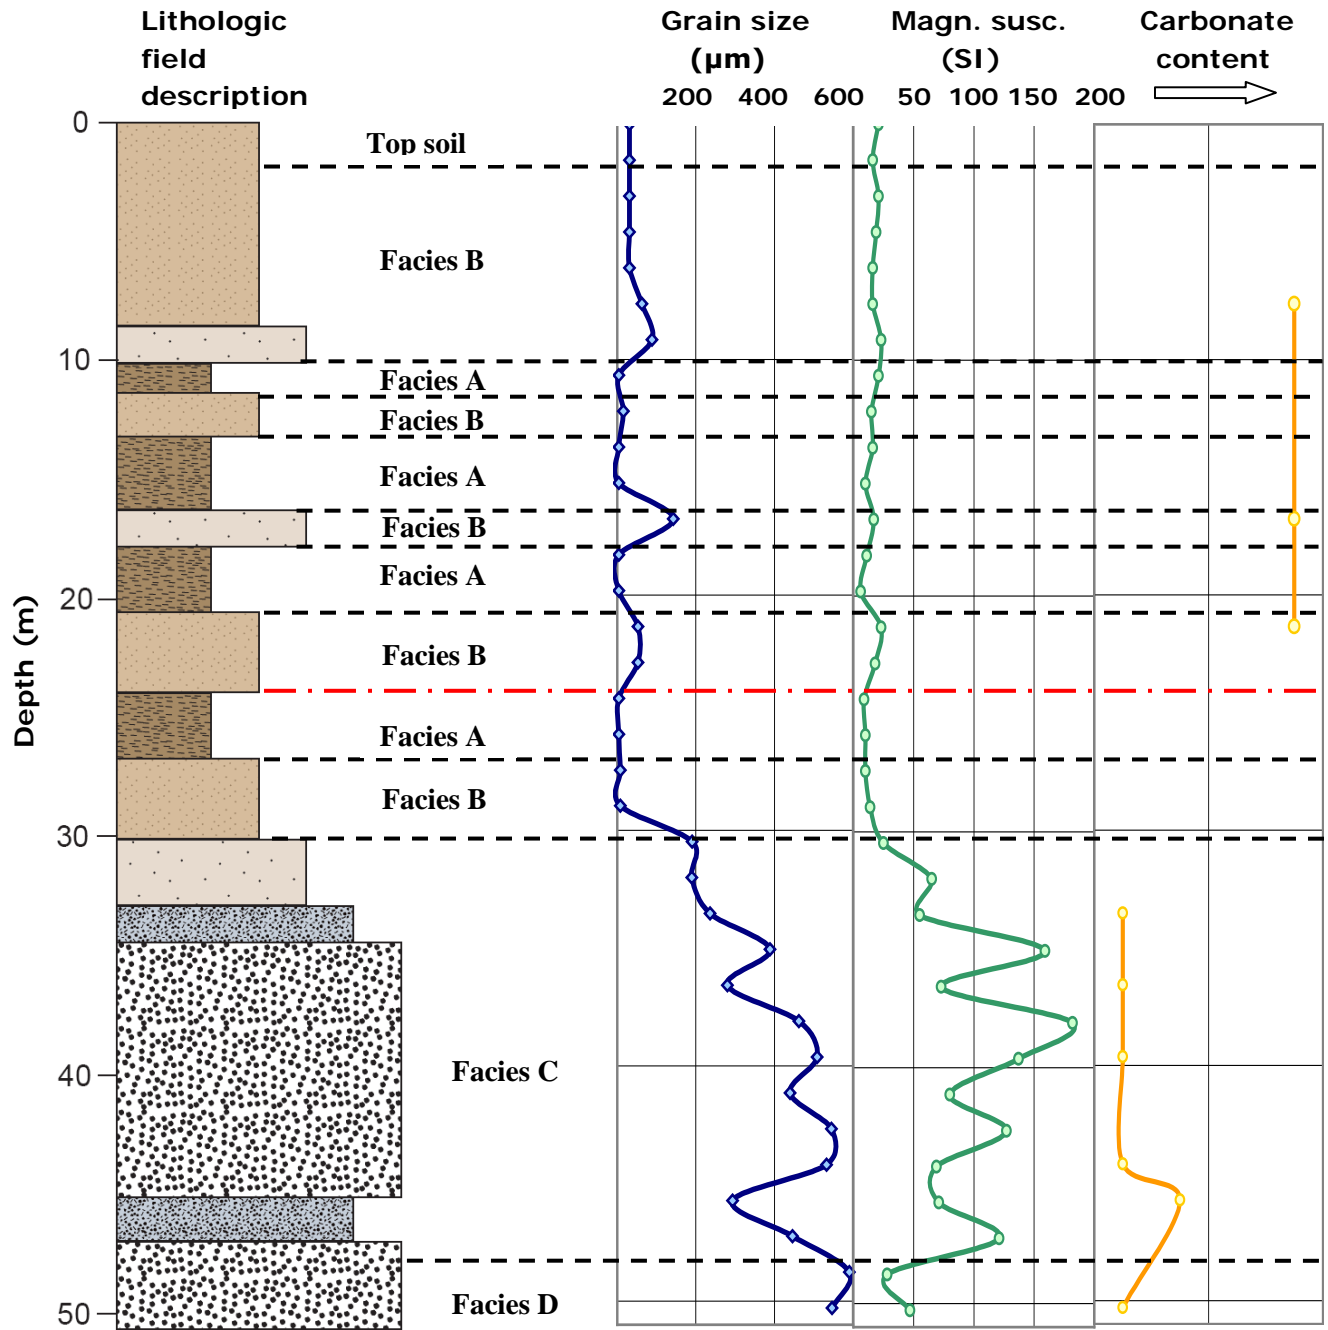 Lithologic
field
description
Grain size
(µm)
200 400 600
Magn. susc.
(SI)
50 100 150 200
Carbonate
content
Depth (m)
0
10
20
30
40
50
Top soil
Facies B
Facies A
Facies B
Facies A
Facies B
Facies A
Facies B
Facies A
Facies B
Facies C
Facies D